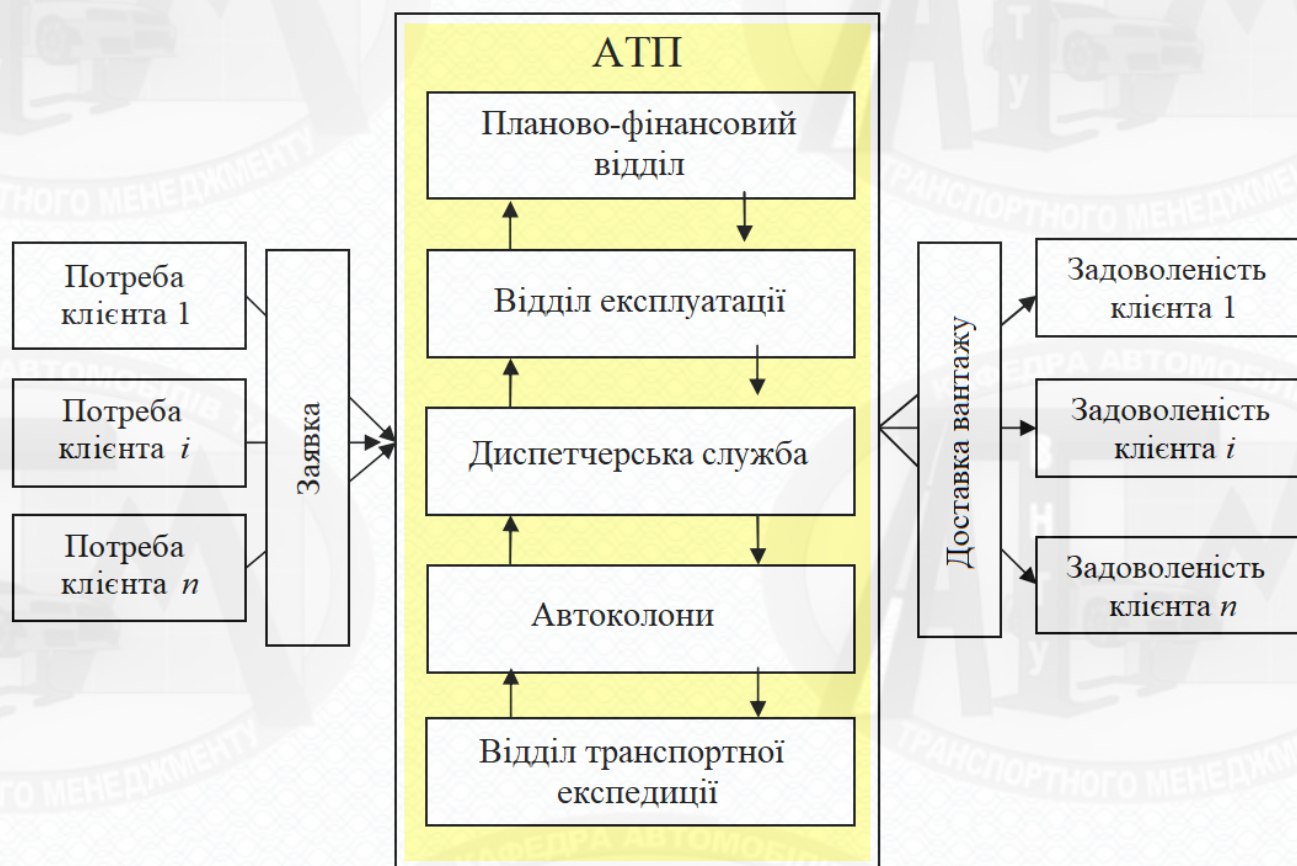 АТП
Планово-фінансовий
відділ
Відділ експлуатації
Диспетчерська служба
Автоколони
Відділ транспортної
експедиції
Потреба
клієнта 1
Потреба
клієнта i
Потреба
клієнта n
Заявка
Доставка вантажу
Задоволеність
клієнта 1
Задоволеність
клієнта i
Задоволеність
клієнта n